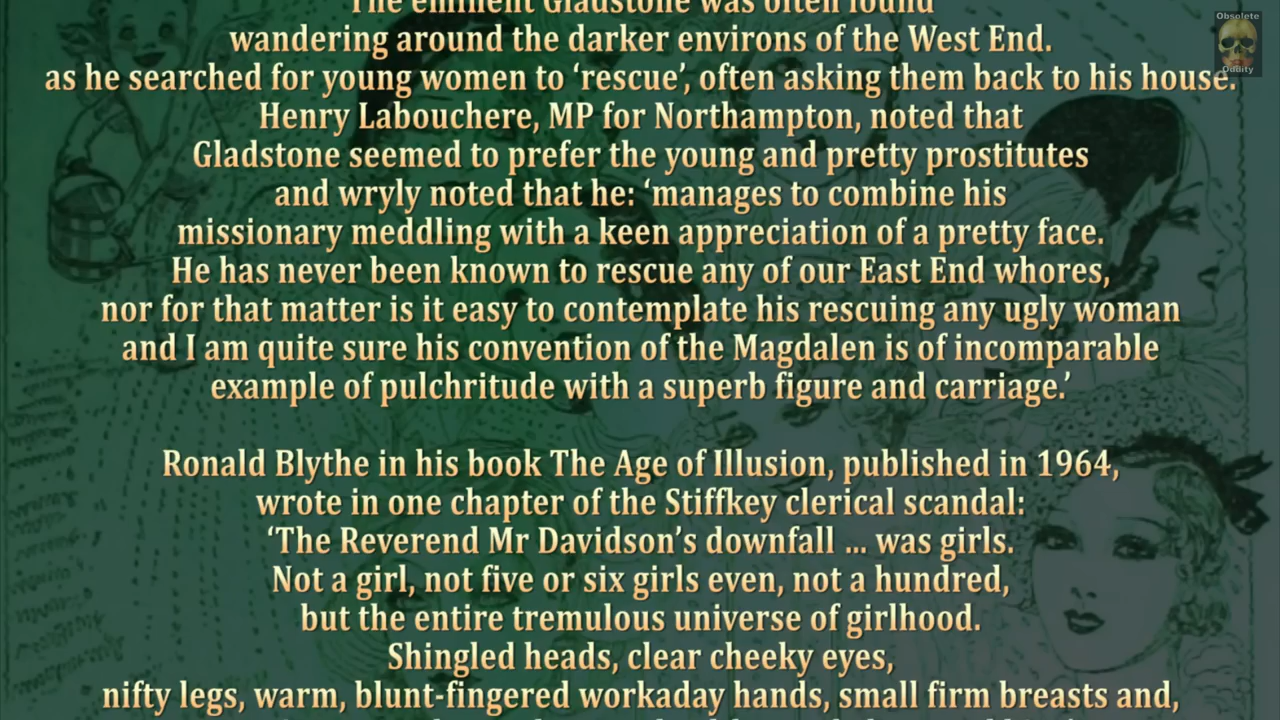 The eminent Gladstone was often found
wandering around the darker environs of the West End.
as he searched for young women to ‘rescue’, often asking them back to his house.
Henry Labouchere, MP for Northampton, noted that
Gladstone seemed to prefer the young and pretty prostitutes
and wryly noted that he: ‘manages to combine his
missionary meddling with a keen appreciation of a pretty face.
He has never been known to rescue any of our East End whores,
nor for that matter is it easy to contemplate his rescuing any ugly woman
and I am quite sure his convention of the Magdalen is of incomparable
example of pulchritude with a superb figure and carriage.’
Ronald Blythe in his book The Age of Illusion, published in 1964,
wrote in one chapter of the Stiffkey clerical scandal:
‘The Reverend Mr Davidson’s downfall ... was girls.
Not a girl, not five or six girls even, not a hundred,
but the entire tremulous universe of girlhood.
Shingled heads, clear cheeky eyes,
nifty legs, warm, blunt-fingered workaday hands, small firm breasts and,
Obsolete
Oddity